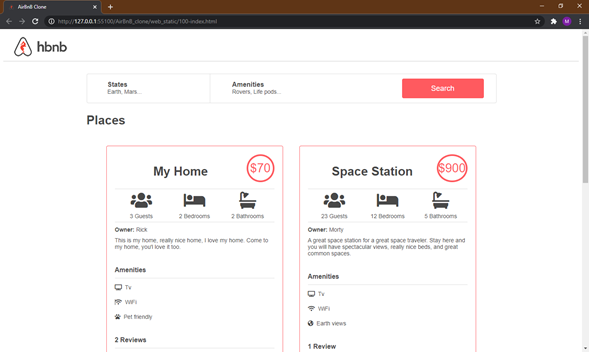 AirBnB Clone
http://127.0.0.1:55100/AirBnB_clone/web_static/100-index.html
M
hbnb
States
Earth, Mars...
Amenities
Rovers, Life pods...
Search
Places
My Home
$70
3 Guests
2 Bedrooms
2 Bathrooms
Owner: Rick
This is my home, really nice home, I love my home. Come to
my home, you'll love it too.
Amenities
Tv
WiFi
Pet friendly
2 Reviews
Space Station
$900
23 Guests
12 Bedrooms
5 Bathrooms
Owner: Morty
A great space station for a great space traveler. Stay here and
you will have spectacular views, really nice beds, and great
common spaces.
Amenities
Tv
WiFi
Earth views
1 Review